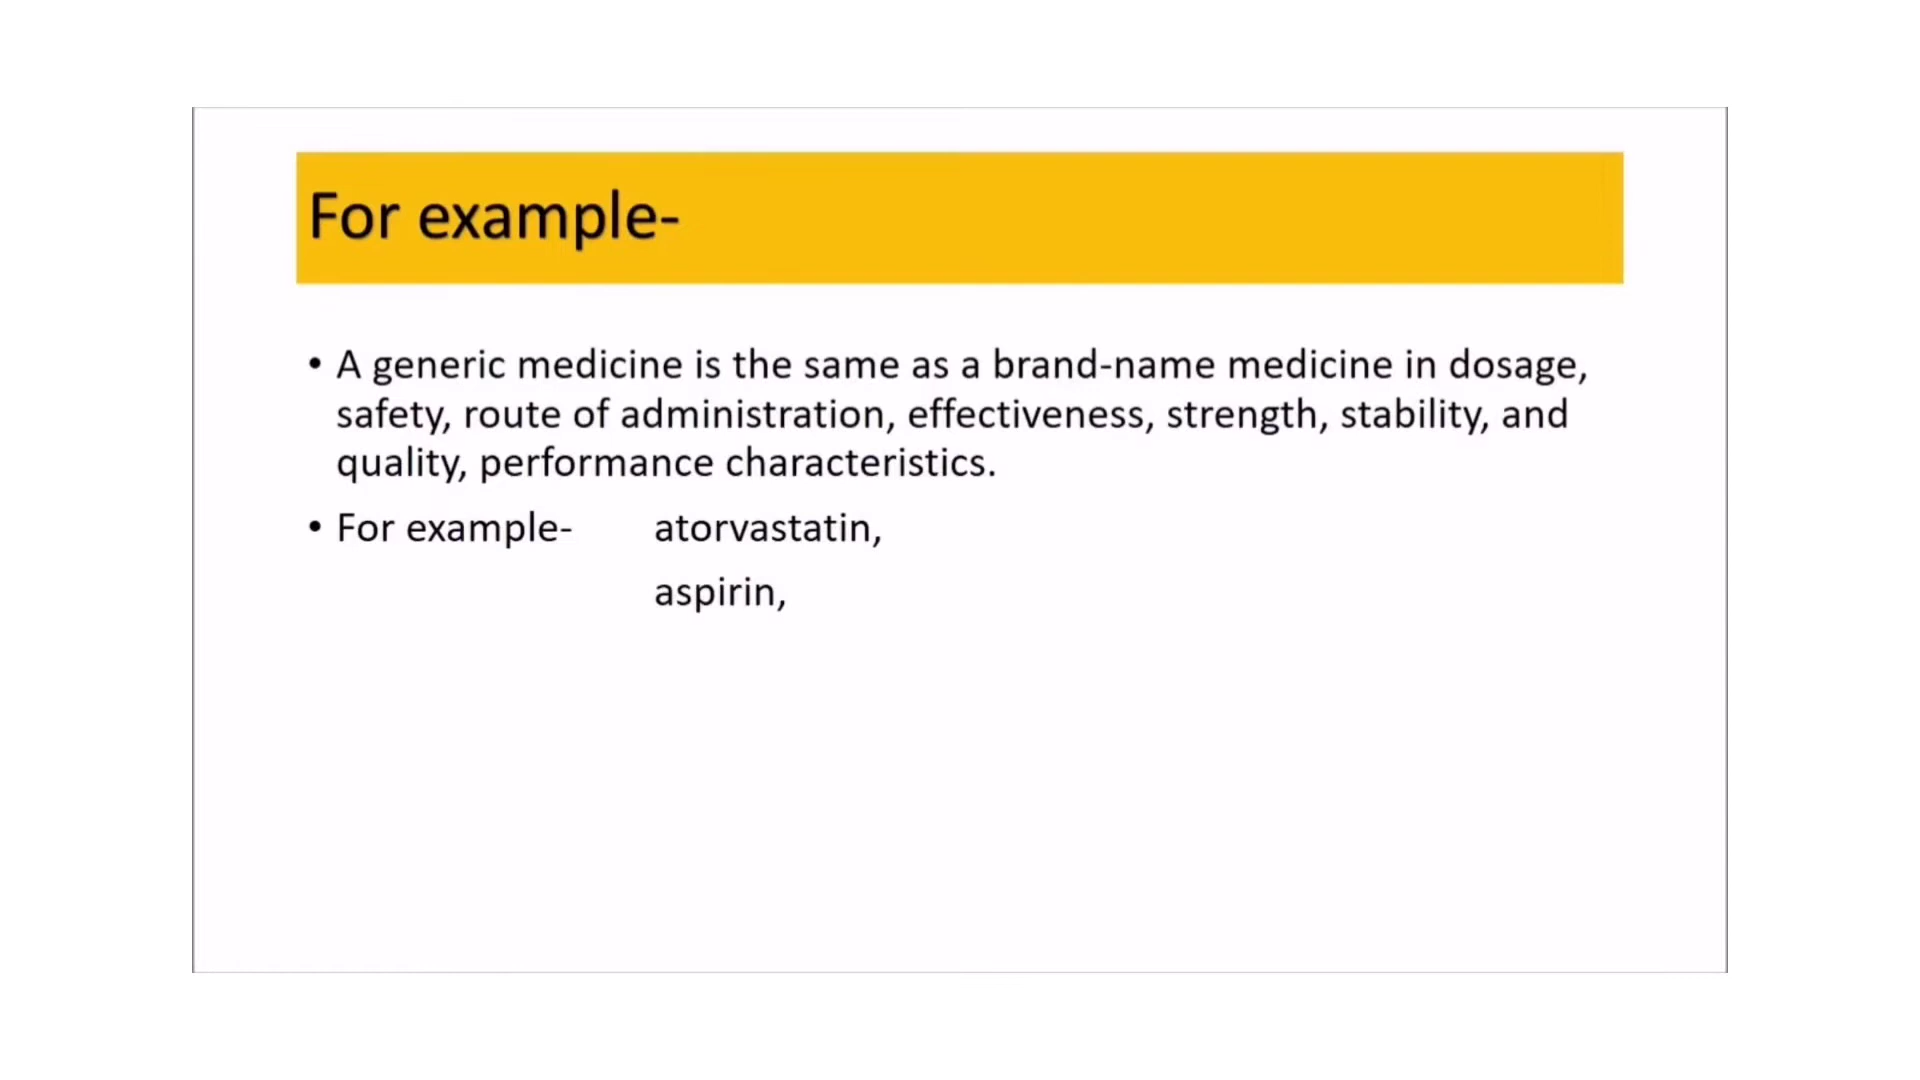 For example-
• A generic medicine is the same as a brand-name medicine in dosage,
safety, route of administration, effectiveness, strength, stability, and
quality, performance characteristics.
• For example- atorvastatin,
aspirin,